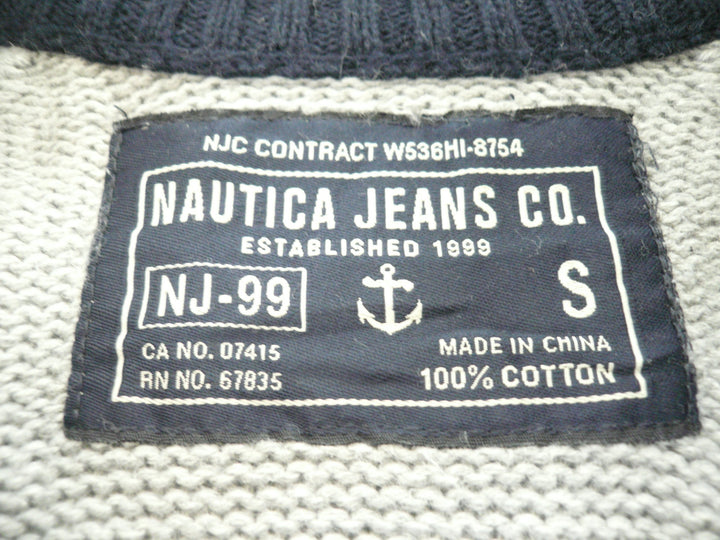 NJC CONTRACT W536HI-8754
NAUTICA JEANS CO.
ESTABLISHED 1999
NJ-99
S
CA NO. 07415
MADE IN CHINA
RN NO. 67835
100% COTTON